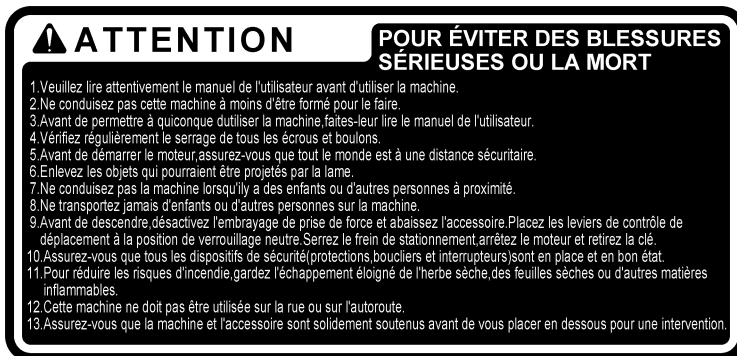 ATTENTION
POUR ÉVITER DES BLESSURES
SÉRIEUSES OU LA MORT
1.Veuillez lire attentivement le manuel de l'utilisateur avant d'utiliser la machine.
2.Ne conduisez pas cette machine à moins d'être formé pour le faire.
3.Avant de permettre à quiconque dutiliser la machine,faites-leur lire le manuel de l'utilisateur.
4.Vérifiez régulièrement le serrage de tous les écrous et boulons.
5.Avant de démarrer le moteur,assurez-vous que tout le monde est à une distance sécuritaire.
6.Enlevez les objets qui pourraient être projetés par la lame.
7.Ne conduisez pas la machine lorsqu'ily a des enfants ou d'autres personnes à proximité.
8.Ne transportez jamais d'enfants ou d'autres personnes sur la machine.
9.Avant de descendre,désactivez l'embrayage de prise de force et abaissez l'accessoire.Placez les leviers de contrôle de
déplacement à la position de verrouillage neutre.Serrez le frein de stationnement,arrêtez le moteur et retirez la clé.
10.Assurez-vous que tous les dispositifs de sécurité(protections,boucliers et interrupteurs)sont en place et en bon état.
11.Pour réduire les risques d'incendie,gardez l'échappement éloigné de l'herbe sèche,des feuilles sèches ou d'autres matières
inflammables.
12.Cette machine ne doit pas être utilisée sur la rue ou sur l'autoroute.
13.Assurez-vous que la machine et l'accessoire sont solidement soutenus avant de vous placer en dessous pour une intervention.